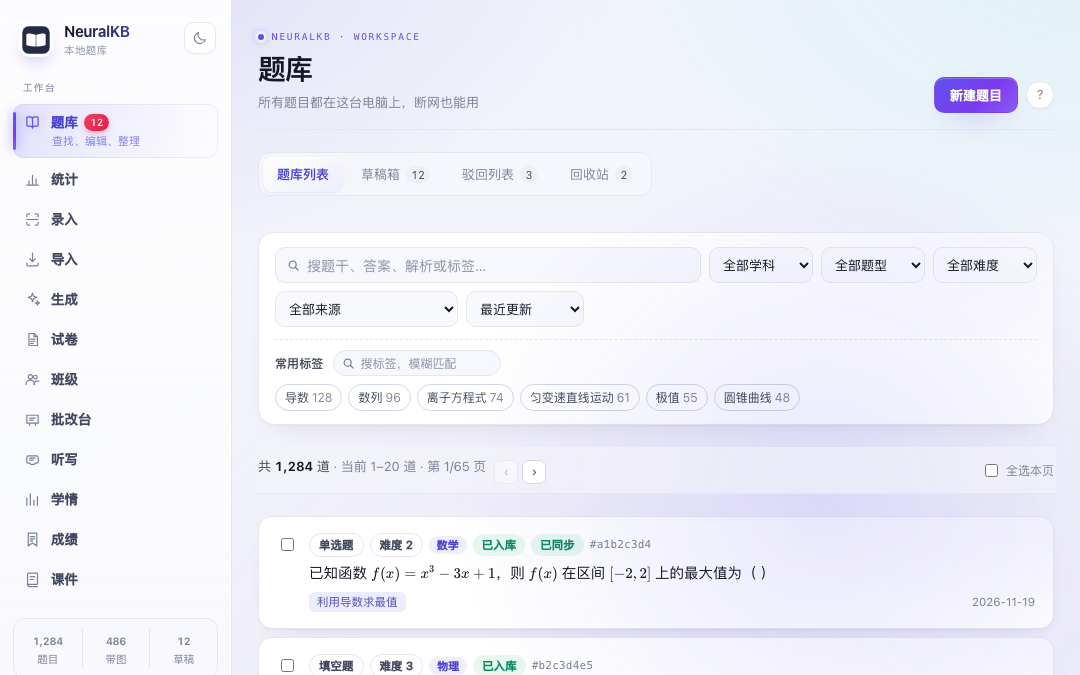 NeuralKB
本地题库
工作台
题库 12
查找、编辑、整理
统计
录入
导入
生成
试卷
班级
批改台
听写
学情
成绩
课件
1,284 486 12
题目 带图 草稿
NEURALKB · WORKSPACE
题库
所有题目都在这台电脑上，断网也能用
新建题目 ?
题库列表 草稿箱 12 驳回列表 3 回收站 2
搜题干、答案、解析或标签… 全部学科 全部题型 全部难度
全部来源 最近更新
常用标签 搜标签，模糊匹配
导数 128 数列 96 离子方程式 74 匀变速直线运动 61 极值 55 圆锥曲线 48
共 1,284 道 · 当前 1–20 道 · 第 1/65 页 ‹ › 全选本页
单选题 难度 2 数学 已入库 已同步 #a1b2c3d4
已知函数 f(x) = x³ − 3x + 1，则 f(x) 在区间 [−2, 2] 上的最大值为（ ）
利用导数求最值 2026-11-19
填空题 难度 3 物理 已入库 #b2c3d4e5